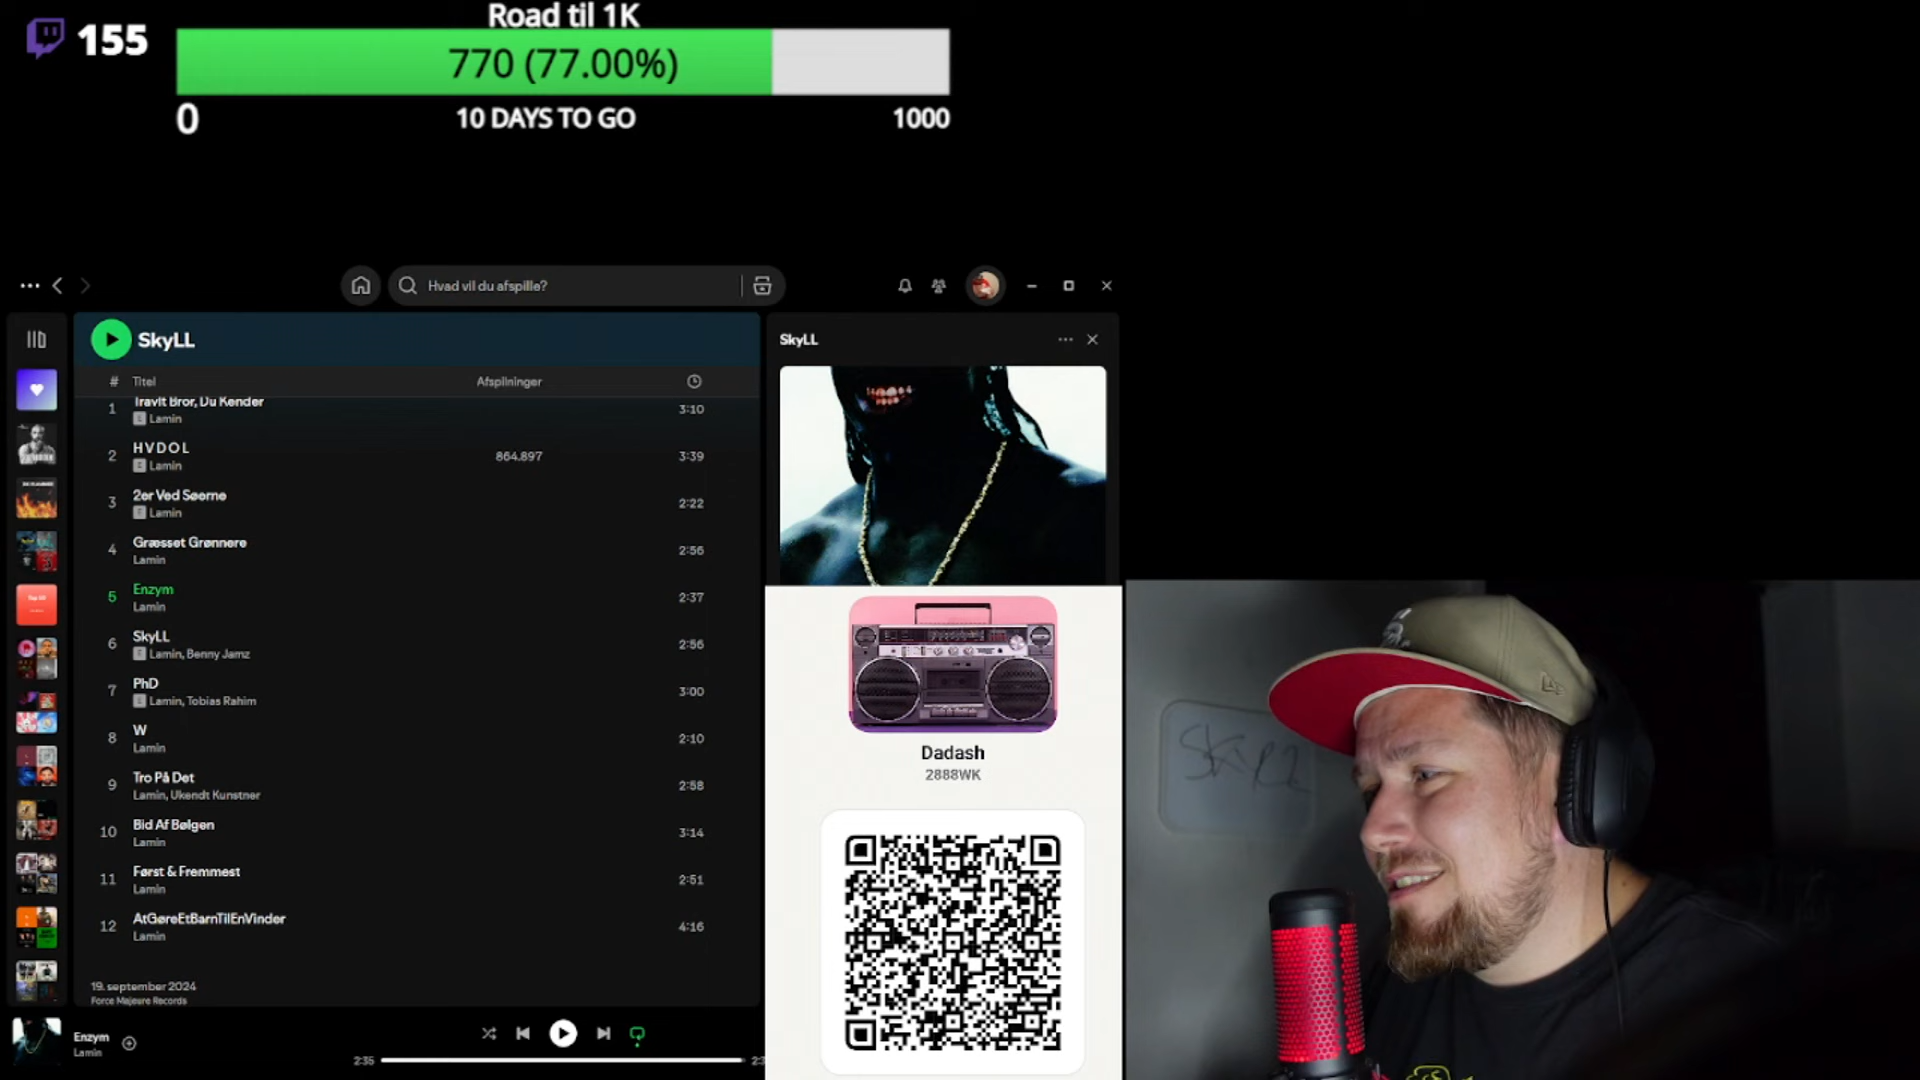 Road til 1K
155
770 (77.00%)
0
10 DAYS TO GO
1000
Hvad vil du afspille?
SkyLL
SkyLL
#
Titel
Afspilninger
1
Travlt Bror, Du Kender
3:10
E Lamin
2
HVDOL
864.897
3:39
E Lamin
3
2er Ved Søerne
2:22
E Lamin
4
Græsset Grønnere
2:56
Lamin
5
Enzym
2:37
Lamin
6
SkyLL
2:56
E Lamin, Benny Jamz
7
PhD
3:00
E Lamin, Tobias Rahim
8
W
2:10
Lamin
9
Tro På Det
2:58
Lamin, Ukendt Kunstner
10
Bid Af Bølgen
3:14
Lamin
11
Først & Fremmest
2:51
Lamin
12
AtGøreEtBarnTilEnVinder
4:16
Lamin
19. september 2024
Force Majeure Records
Enzym
Lamin
2:35
Dadash
2888WK